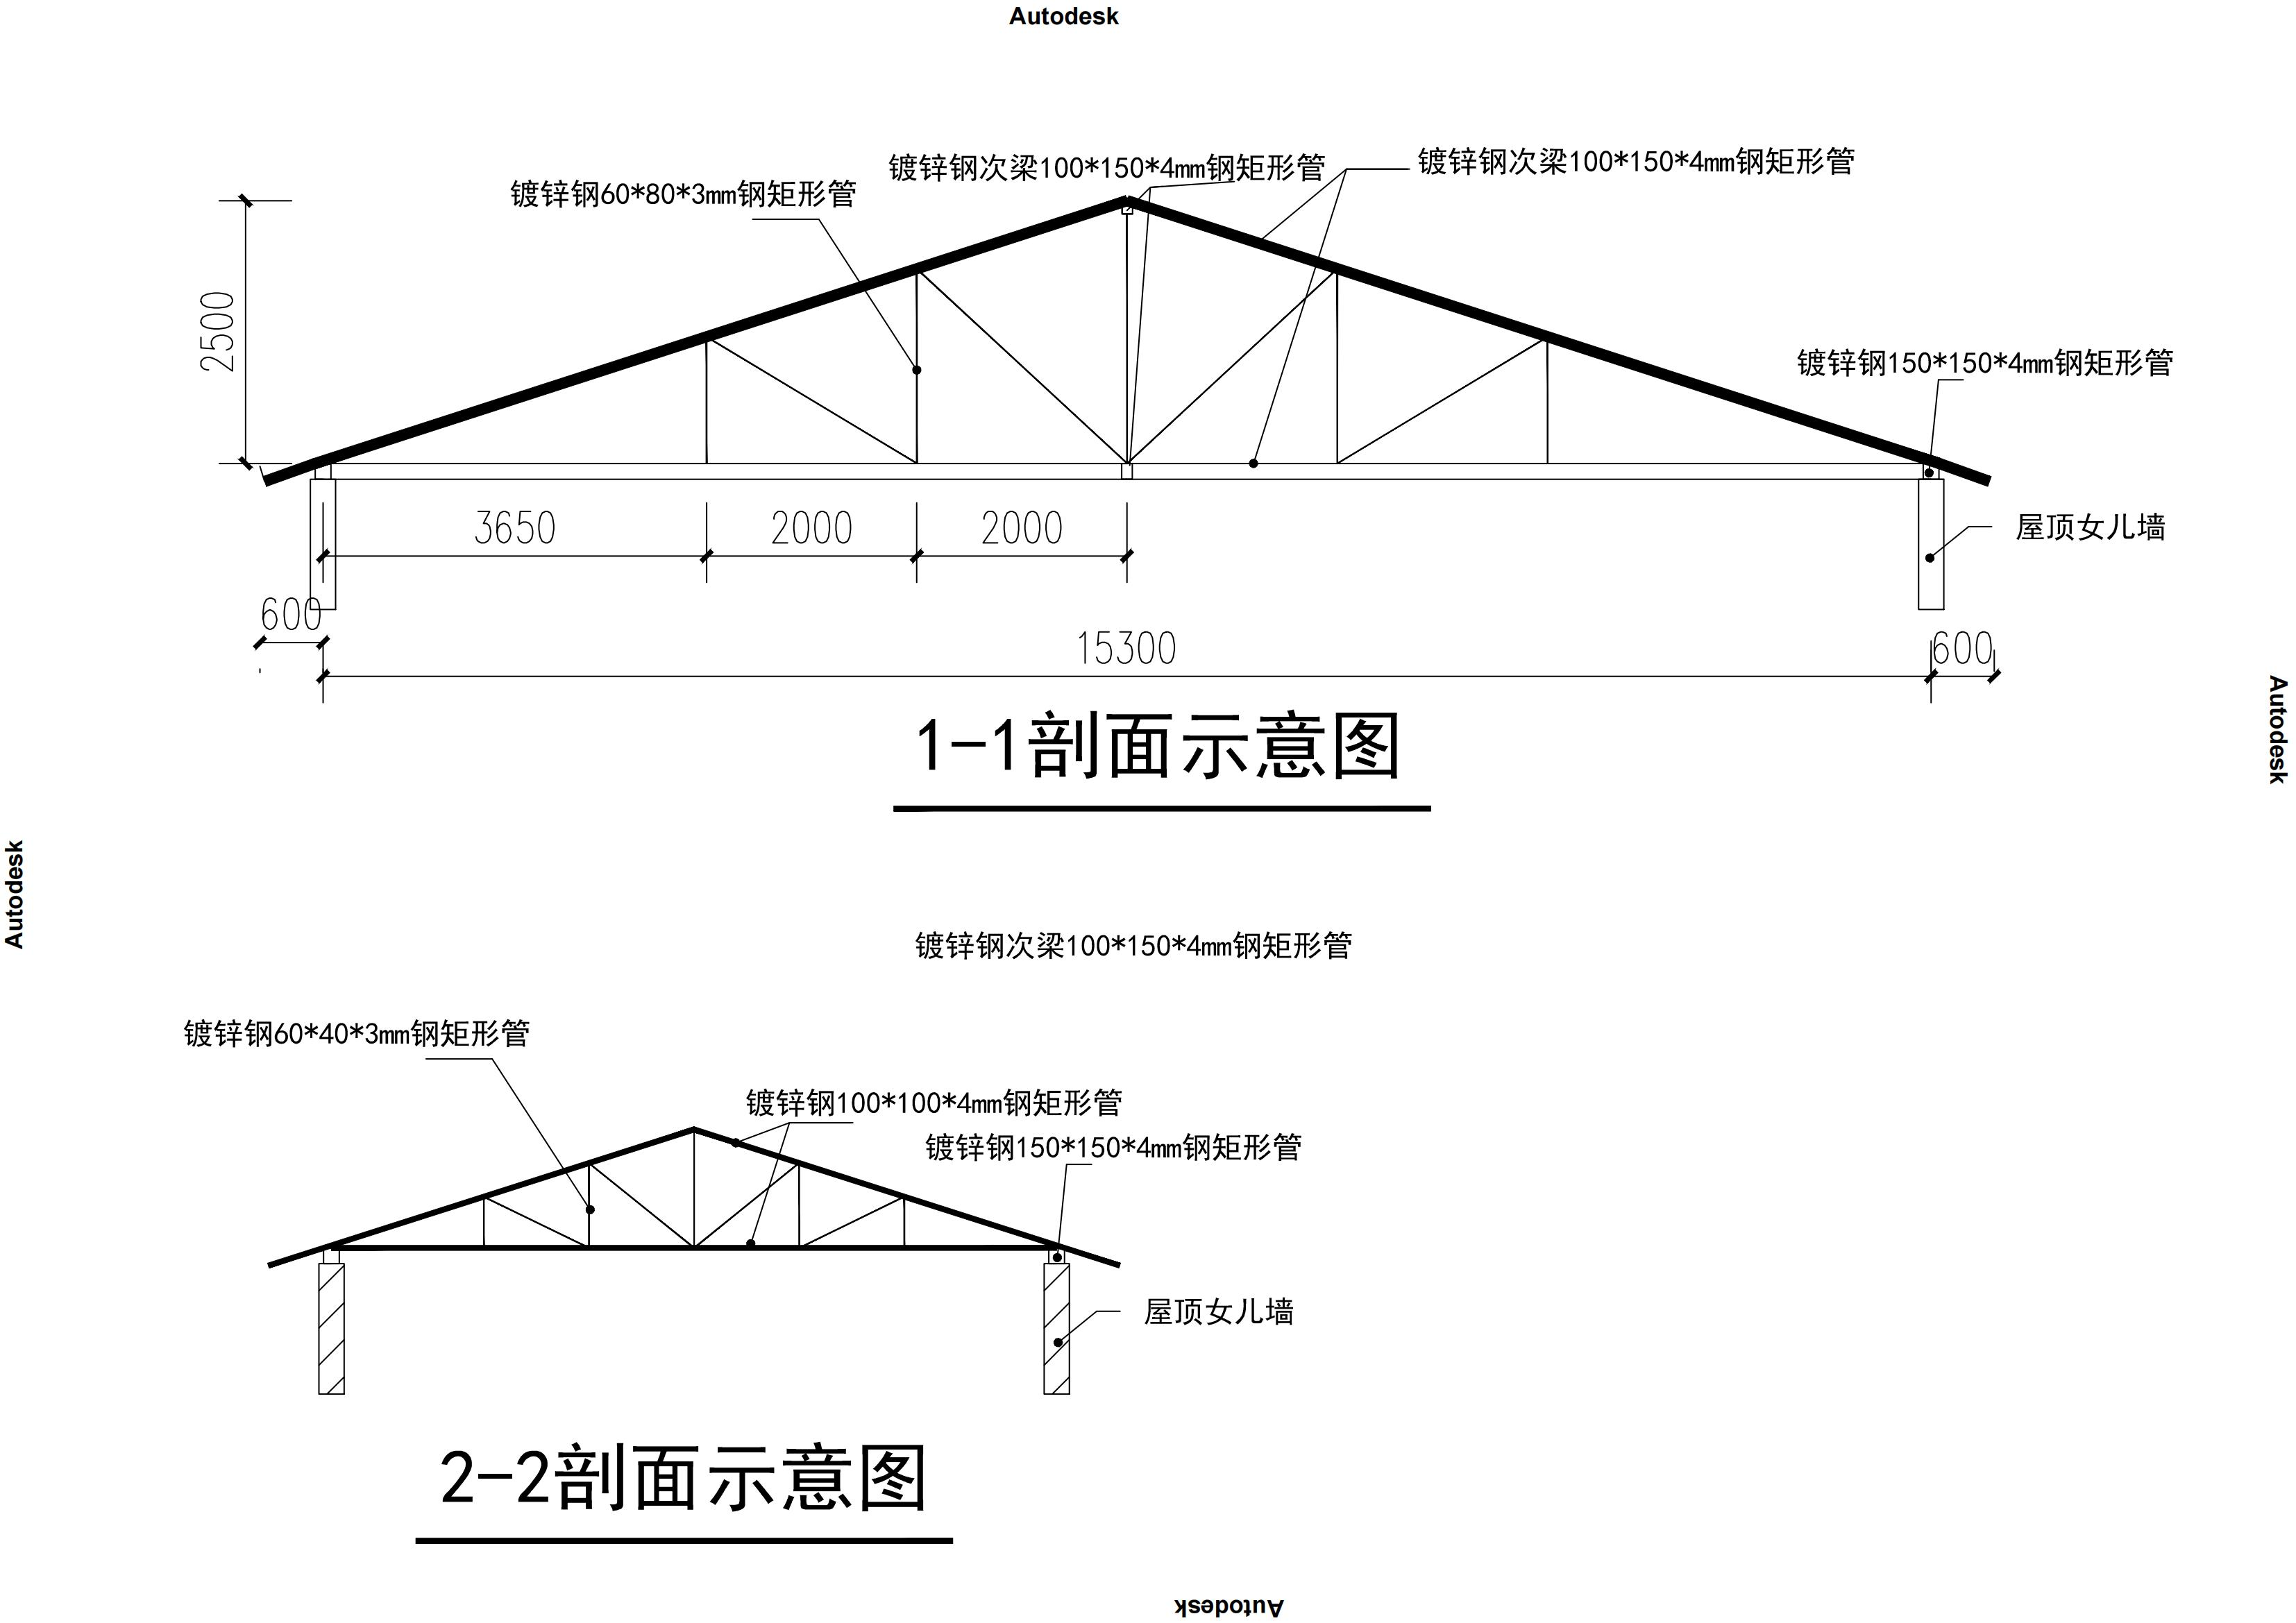 Autodesk
镀锌钢次梁100*150*4mm钢矩形管
镀锌钢次梁100*150*4mm钢矩形管
镀锌钢60*80*3mm钢矩形管
2500
镀锌钢150*150*4mm钢矩形管
3650
2000
2000
屋顶女儿墙
600
15300
600
1-1剖面示意图
Autodesk
Autodesk
镀锌钢次梁100*150*4mm钢矩形管
镀锌钢60*40*3mm钢矩形管
镀锌钢100*100*4mm钢矩形管
镀锌钢150*150*4mm钢矩形管
屋顶女儿墙
2-2剖面示意图
Autodesk